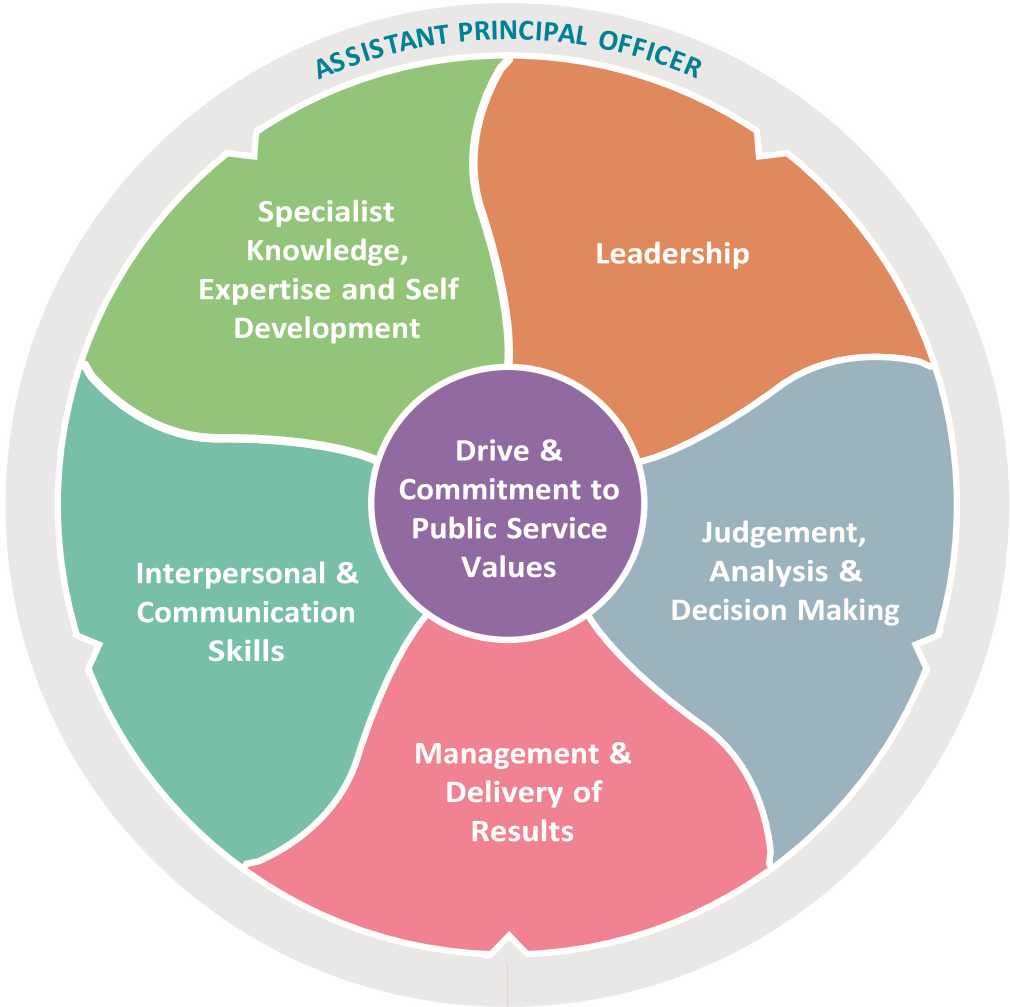 ASSISTANT PRINCIPAL OFFICER
Specialist
Knowledge,
Expertise and Self
Development
Leadership
Drive &
Commitment to
Public Service
Values
Judgement,
Analysis &
Decision Making
Interpersonal &
Communication
Skills
Management &
Delivery of
Results